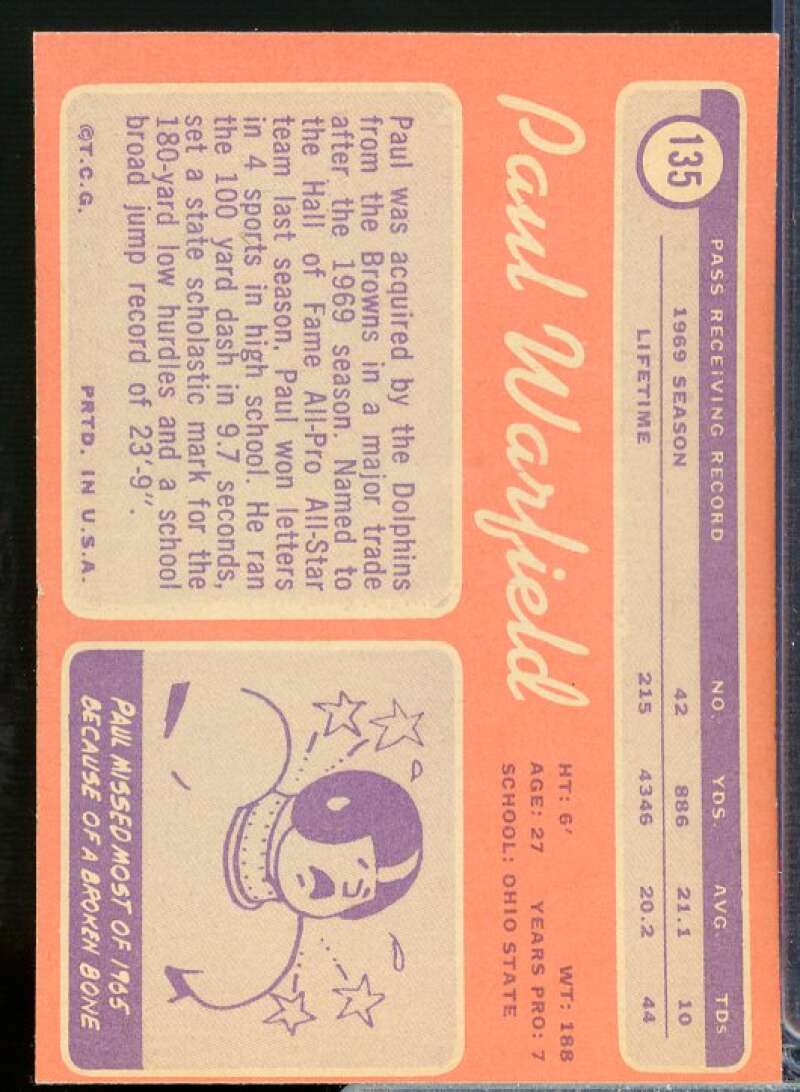 135
PASS RECEIVING RECORD NO. YDS. AVG. TDs
1969 SEASON 42 886 21.1 10
LIFETIME 215 4346 20.2 44
Paul Warfield
HT: 6' WT: 188
AGE: 27 YEARS PRO: 7
SCHOOL: OHIO STATE
Paul was acquired by the Dolphins
from the Browns in a major trade
after the 1969 season. Named to
the Hall of Fame All-Pro All-Star
team last season, Paul won letters
in 4 sports in high school. He ran
the 100 yard dash in 9.7 seconds,
set a state scholastic mark for the
180-yard low hurdles and a school
broad jump record of 23'-9".
©T.C.G. PRTD. IN U.S.A.
PAUL MISSED MOST OF 1965
BECAUSE OF A BROKEN BONE